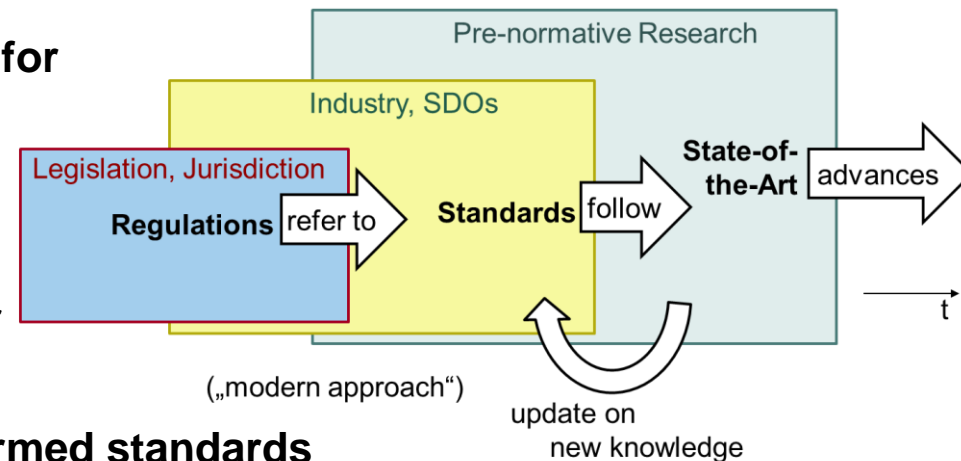 for
Pre-normative Research
Industry, SDOs
Legislation, Jurisdiction
State-of-
the-Art
advances
Regulations
refer to
Standards
follow
t
(„modern approach“)
update on
new knowledge
rmed standards